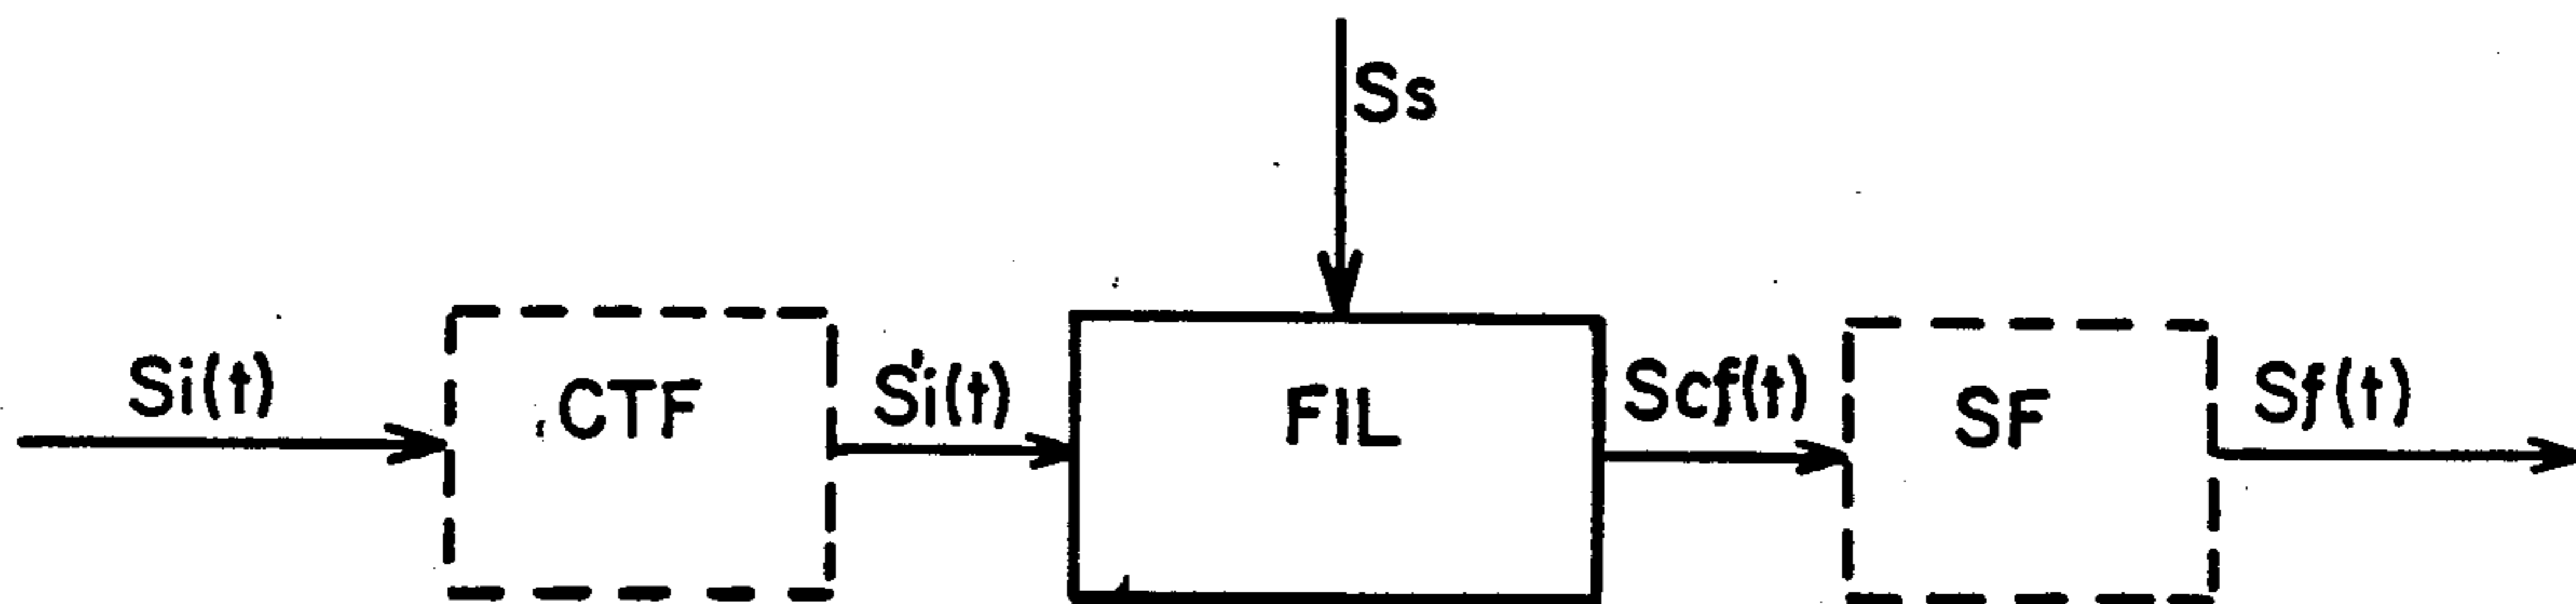 Ss
Si(t)
CTF
S'i(t)
FIL
Scf(t)
SF
Sf(t)